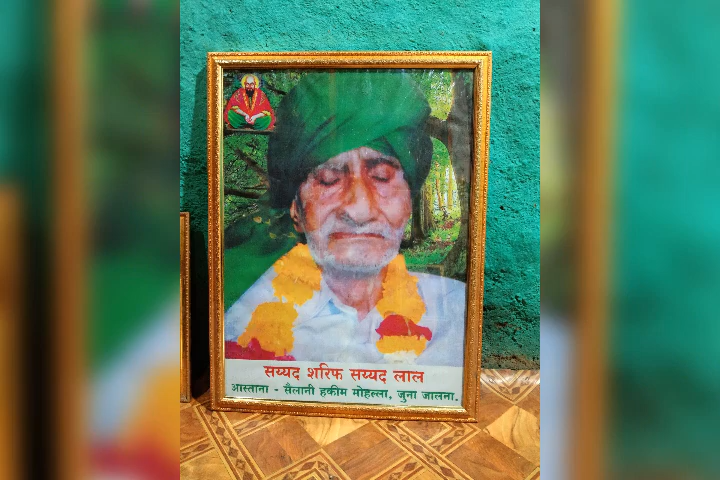 सय्यद शरिफ सय्यद लाल
आस्ताना - सैलानी हकीम मोहल्ला, जुना जालना.